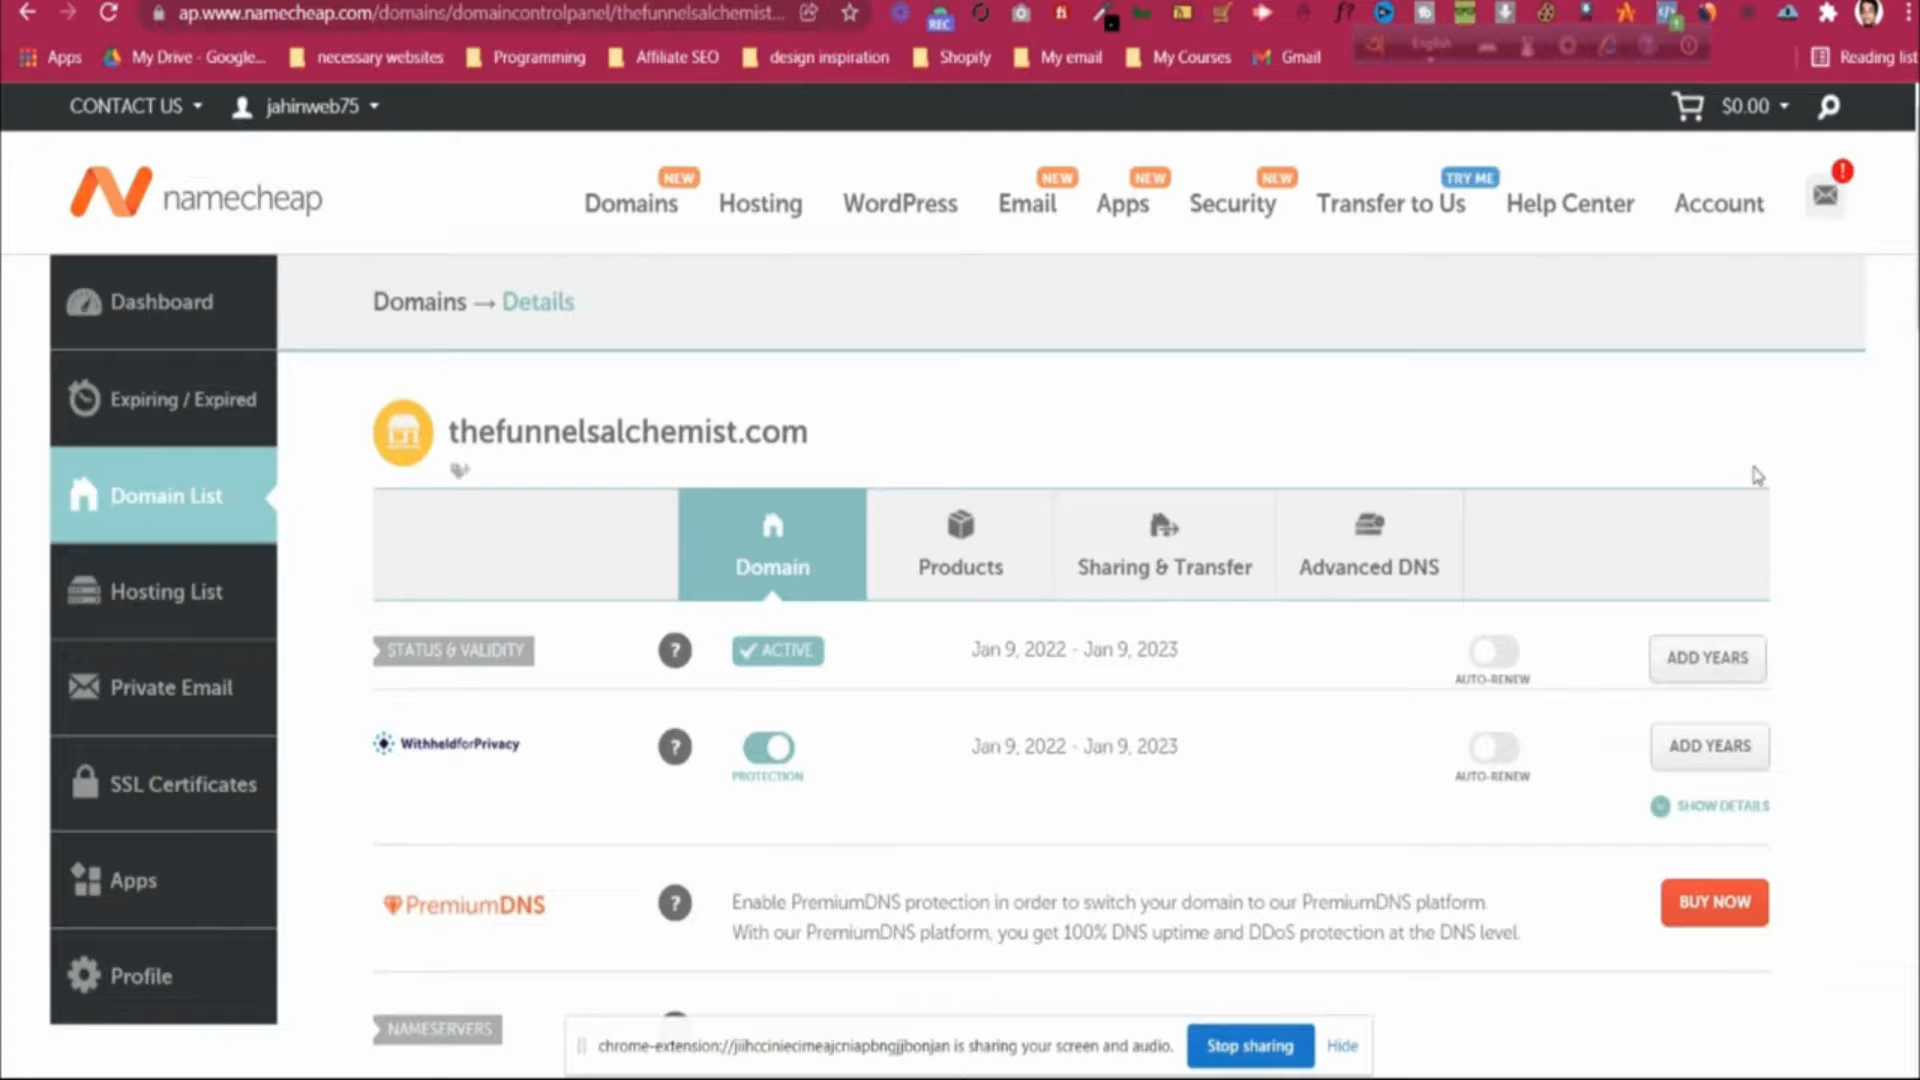 ap.www.namecheap.com/domains/domaincontrolpanel/thefunnelsalchemist...
REC
Apps
My Drive - Google...
necessary websites
Programming
Affiliate SEO
design inspiration
Shopify
My email
My Courses
Gmail
English
Reading list
CONTACT US
jahinweb75
$0.00
namecheap
Domains NEW
Hosting
WordPress
Email NEW
Apps NEW
Security NEW
Transfer to Us TRY ME
Help Center
Account
!
Dashboard
Expiring / Expired
Domain List
Hosting List
Private Email
SSL Certificates
Apps
Profile
Domains → Details
thefunnelsalchemist.com
Domain
Products
Sharing & Transfer
Advanced DNS
STATUS & VALIDITY
?
ACTIVE
Jan 9, 2022 - Jan 9, 2023
AUTO-RENEW
ADD YEARS
WithheldforPrivacy
?
PROTECTION
Jan 9, 2022 - Jan 9, 2023
AUTO-RENEW
ADD YEARS
SHOW DETAILS
PremiumDNS
?
Enable PremiumDNS protection in order to switch your domain to our PremiumDNS platform.
With our PremiumDNS platform, you get 100% DNS uptime and DDoS protection at the DNS level.
BUY NOW
NAMESERVERS
chrome-extension://jiihcciniecimeajcniapbngjjbonjan is sharing your screen and audio.
Stop sharing
Hide